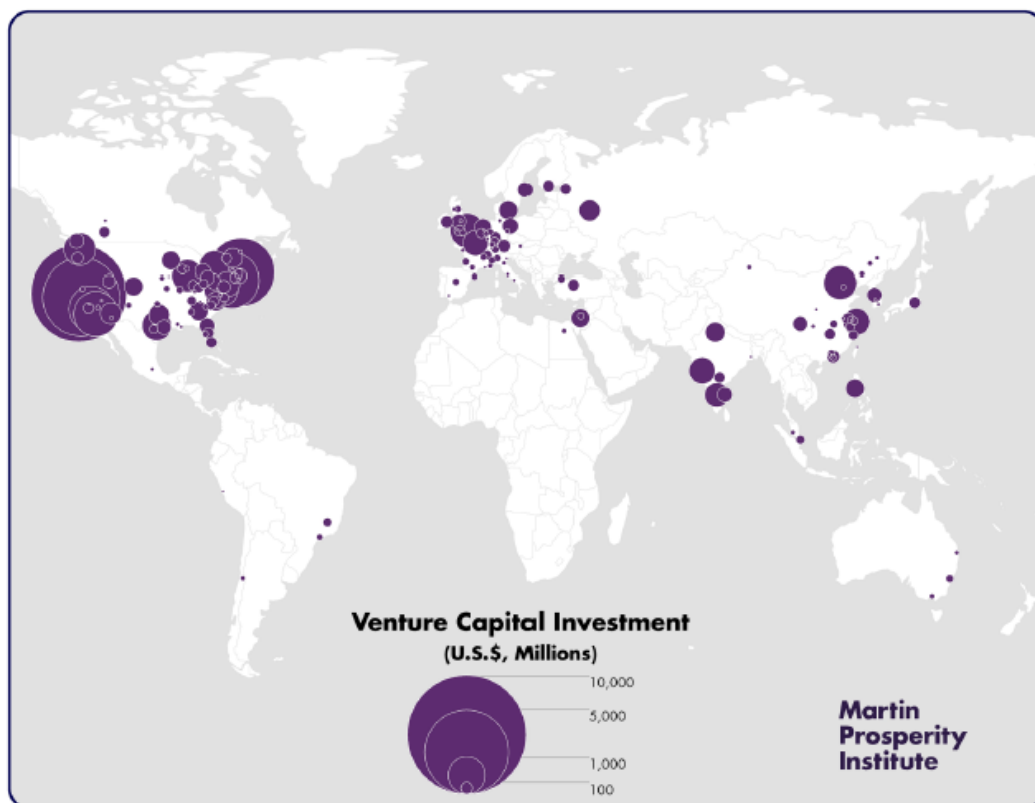 Venture Capital Investment
(U.S.$, Millions)
10,000
5,000
1,000
100
Martin
Prosperity
Institute